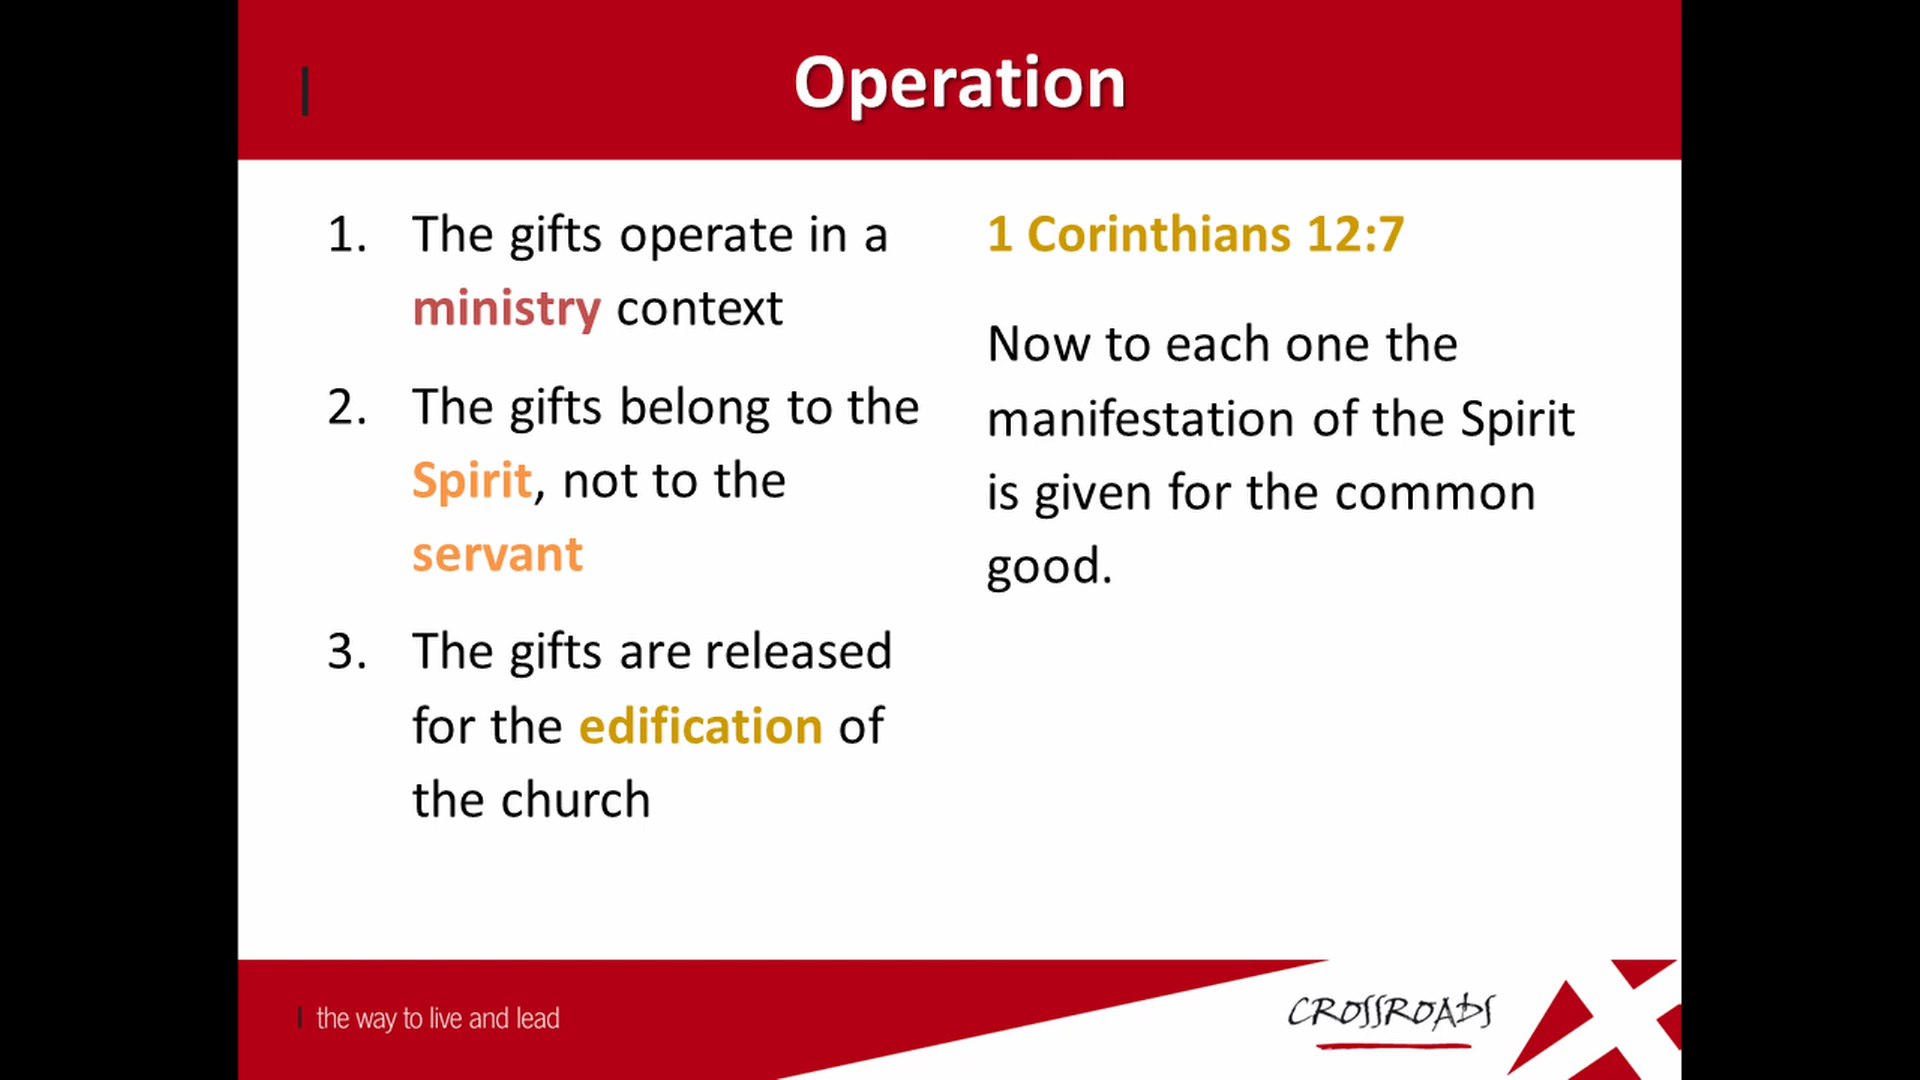 Operation
1. The gifts operate in a
ministry context
2. The gifts belong to the
Spirit, not to the
servant
3. The gifts are released
for the edification of
the church
1 Corinthians 12:7
Now to each one the
manifestation of the Spirit
is given for the common
good.
the way to live and lead
CROSSROADS